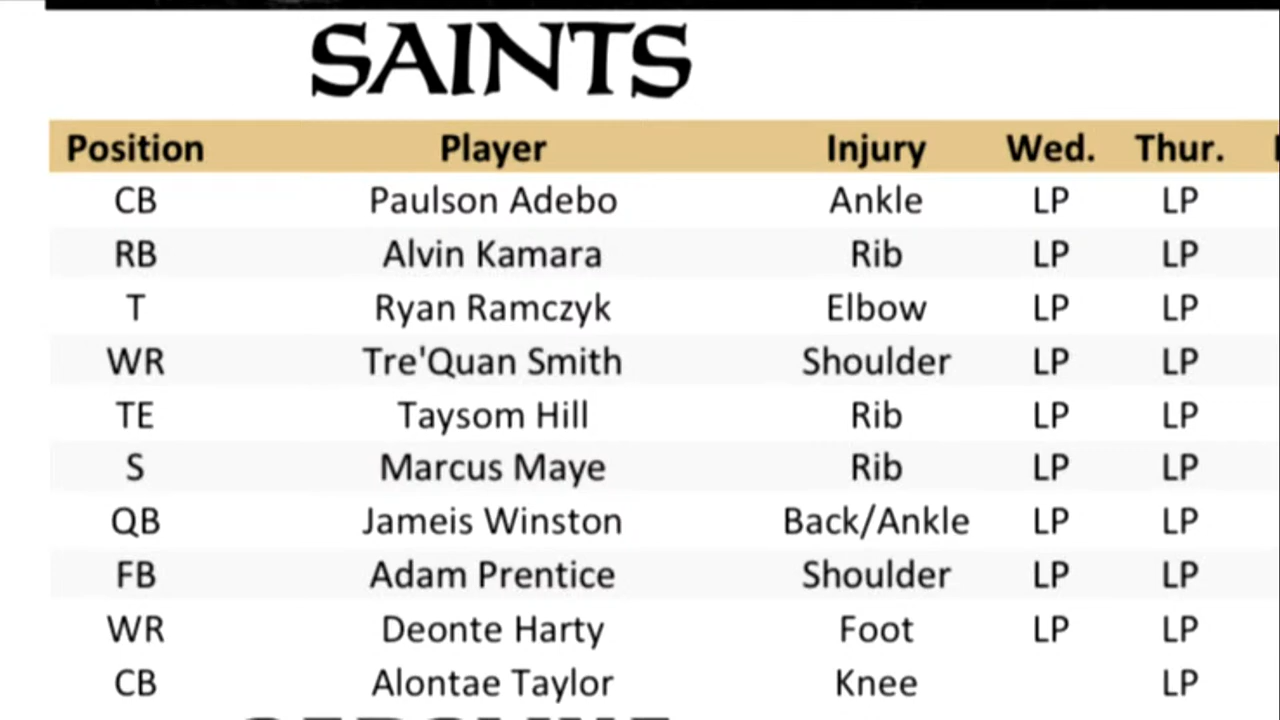 SAINTS
Position Player Injury Wed. Thur.
CB Paulson Adebo Ankle LP LP
RB Alvin Kamara Rib LP LP
T Ryan Ramczyk Elbow LP LP
WR Tre'Quan Smith Shoulder LP LP
TE Taysom Hill Rib LP LP
S Marcus Maye Rib LP LP
QB Jameis Winston Back/Ankle LP LP
FB Adam Prentice Shoulder LP LP
WR Deonte Harty Foot LP LP
CB Alontae Taylor Knee LP